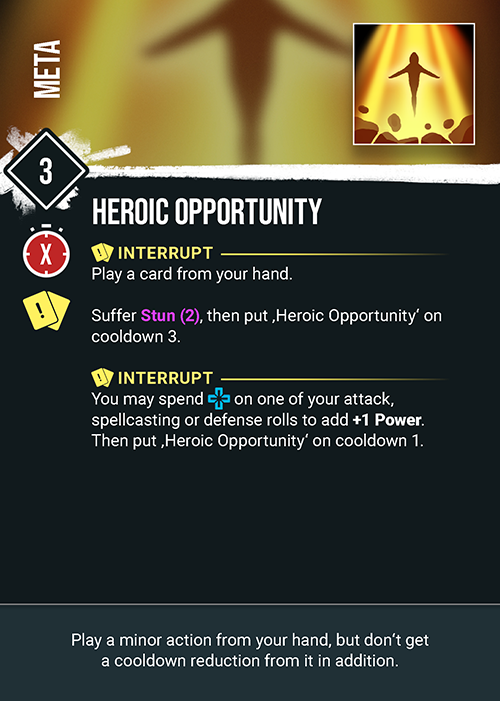 META
3
HEROIC OPPORTUNITY
X
! INTERRUPT
Play a card from your hand.
!
Suffer Stun (2), then put ‚Heroic Opportunity‘ on
cooldown 3.
! INTERRUPT
You may spend on one of your attack,
spellcasting or defense rolls to add +1 Power.
Then put ‚Heroic Opportunity‘ on cooldown 1.
Play a minor action from your hand, but don't get
a cooldown reduction from it in addition.